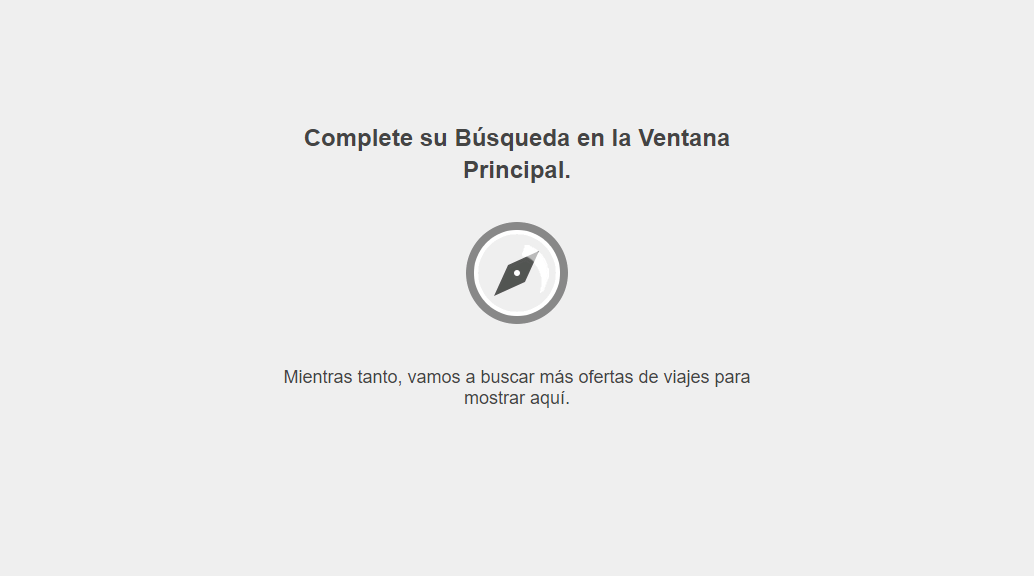 Complete su Búsqueda en la Ventana
Principal.
Mientras tanto, vamos a buscar más ofertas de viajes para
mostrar aquí.